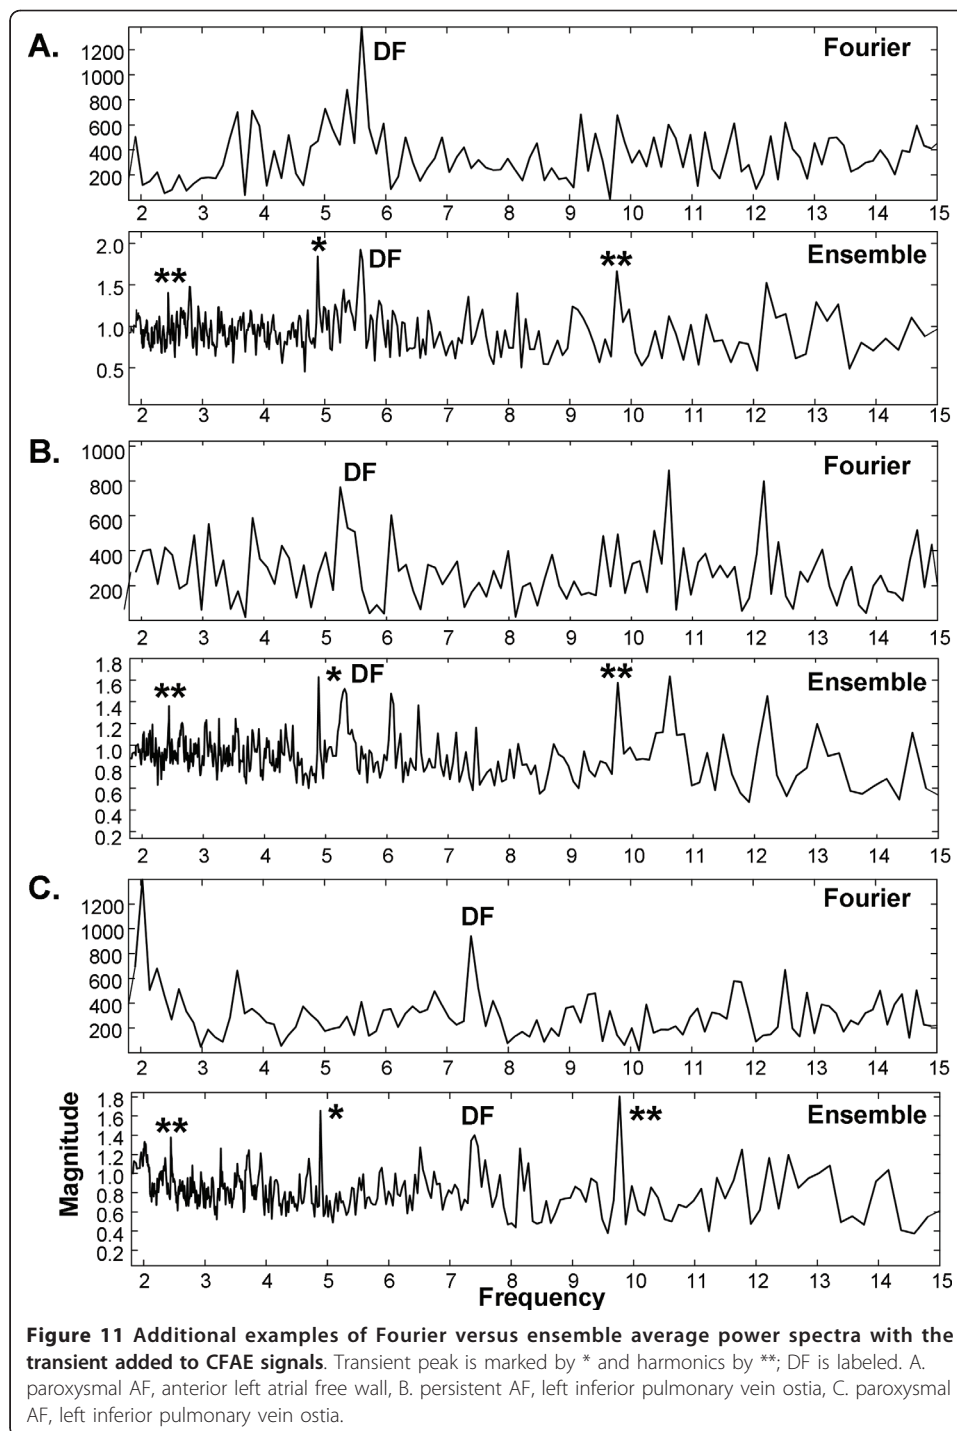 A.
DF
Fourier
1200
1000
800
600
400
200
2 3 4 5 6 7 8 9 10 11 12 13 14 15
** * DF ** Ensemble
2.0
1.5
1.0
0.5
2 3 4 5 6 7 8 9 10 11 12 13 14 15
B.
DF
Fourier
1000
800
600
400
200
2 3 4 5 6 7 8 9 10 11 12 13 14 15
** * DF ** Ensemble
1.8
1.6
1.4
1.2
1.0
0.8
0.6
0.4
0.2
2 3 4 5 6 7 8 9 10 11 12 13 14 15
C.
DF
Fourier
1200
1000
800
600
400
200
2 3 4 5 6 7 8 9 10 11 12 13 14 15
** * DF ** Ensemble
Magnitude
1.8
1.6
1.4
1.2
1.0
0.8
0.6
0.4
0.2
2 3 4 5 6 7 8 9 10 11 12 13 14 15
Frequency
Figure 11 Additional examples of Fourier versus ensemble average power spectra with the
transient added to CFAE signals. Transient peak is marked by * and harmonics by **; DF is labeled. A.
paroxysmal AF, anterior left atrial free wall, B. persistent AF, left inferior pulmonary vein ostia, C. paroxysmal
AF, left inferior pulmonary vein ostia.